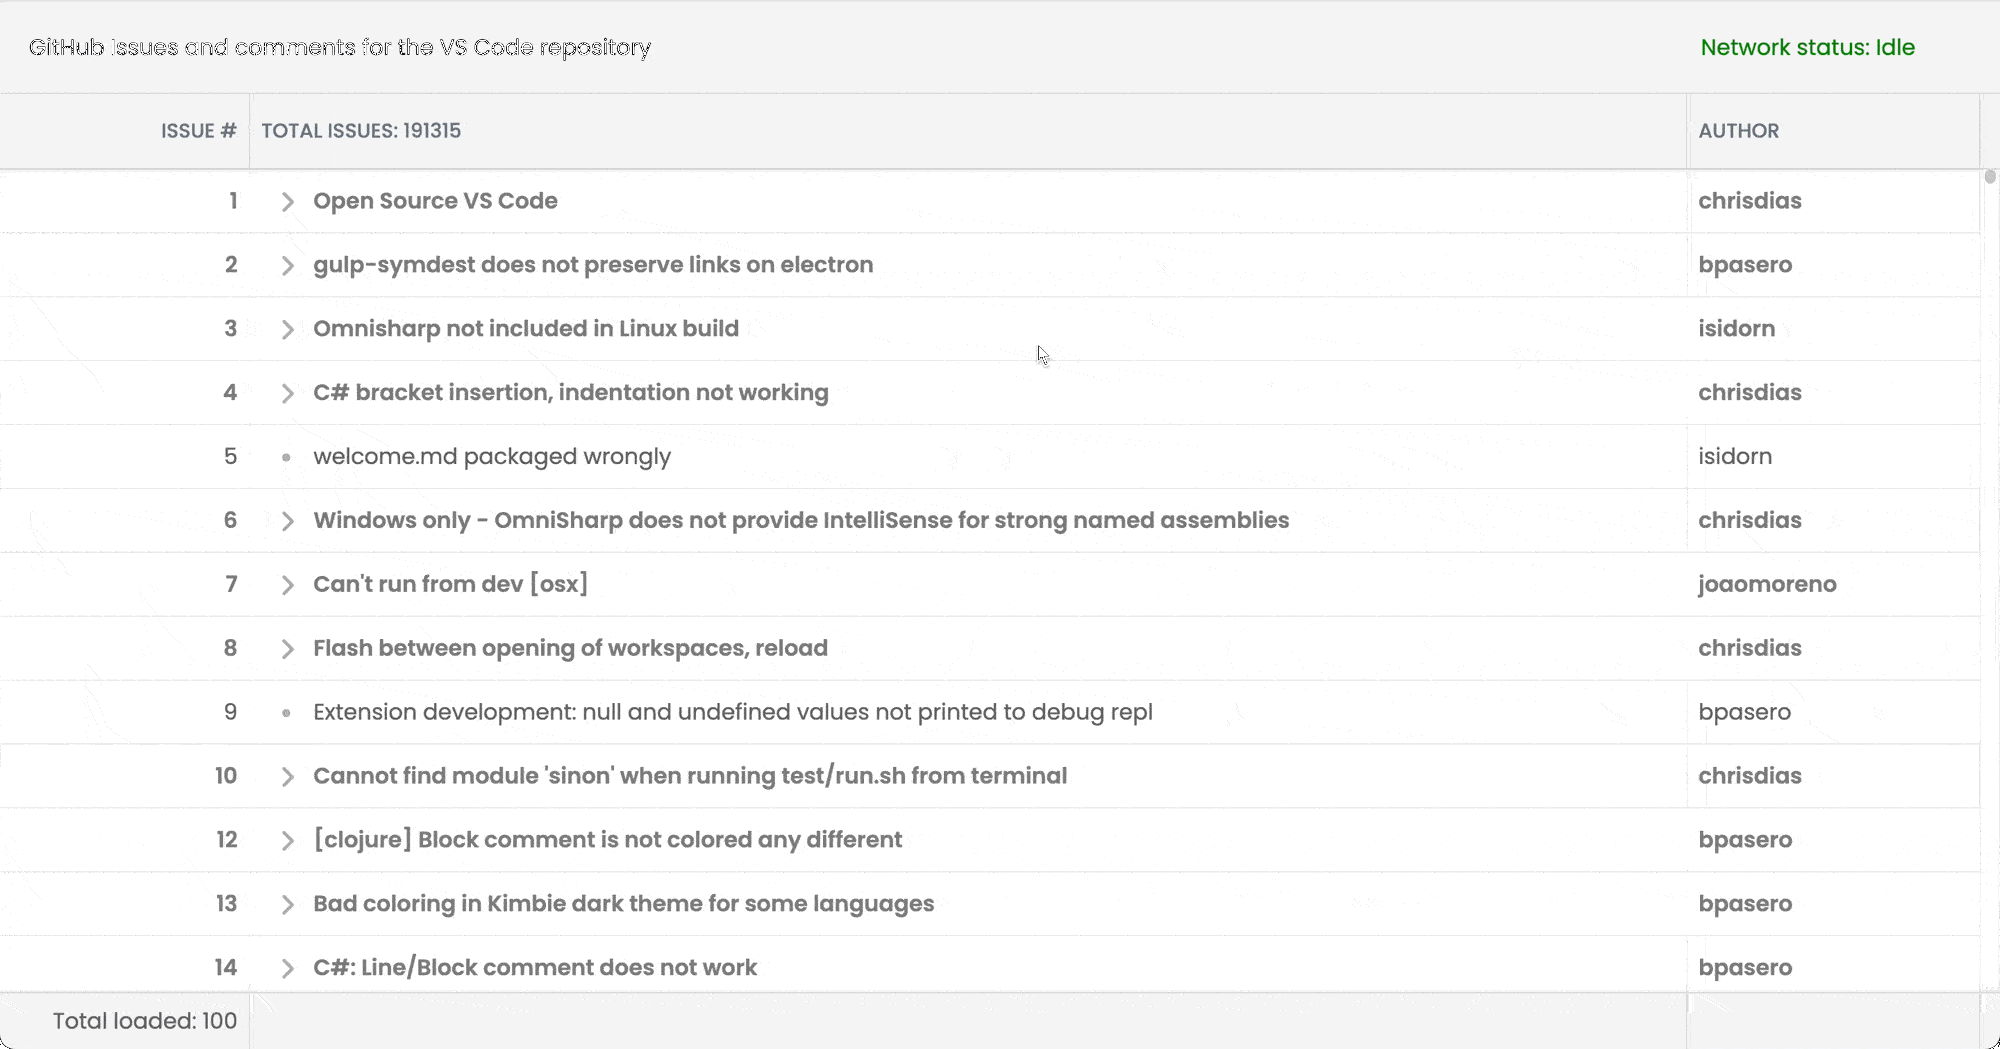 GitHub Issues and comments for the VS Code repository
Network status: Idle
ISSUE # TOTAL ISSUES: 191315 AUTHOR
1 Open Source VS Code chrisdias
2 gulp-symdest does not preserve links on electron bpasero
3 Omnisharp not included in Linux build isidorn
4 C# bracket insertion, indentation not working chrisdias
5 welcome.md packaged wrongly isidorn
6 Windows only - OmniSharp does not provide IntelliSense for strong named assemblies chrisdias
7 Can't run from dev [osx] joaomoreno
8 Flash between opening of workspaces, reload chrisdias
9 Extension development: null and undefined values not printed to debug repl bpasero
10 Cannot find module 'sinon' when running test/run.sh from terminal chrisdias
12 [clojure] Block comment is not colored any different bpasero
13 Bad coloring in Kimbie dark theme for some languages bpasero
14 C#: Line/Block comment does not work bpasero
Total loaded: 100